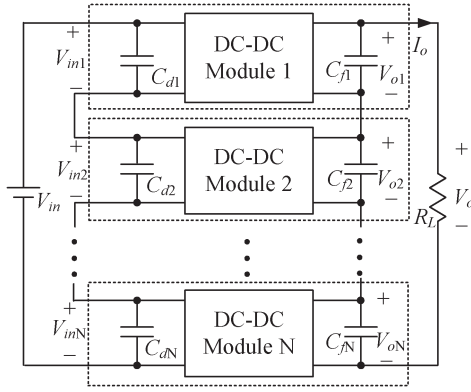 + V_in1 − C_d1 DC-DC Module 1 C_f1 + V_o1 − I_o
+ V_in2 − C_d2 DC-DC Module 2 C_f2 + V_o2 −
V_in R_L + V_o −
+ V_inN − C_dN DC-DC Module N C_fN + V_oN −